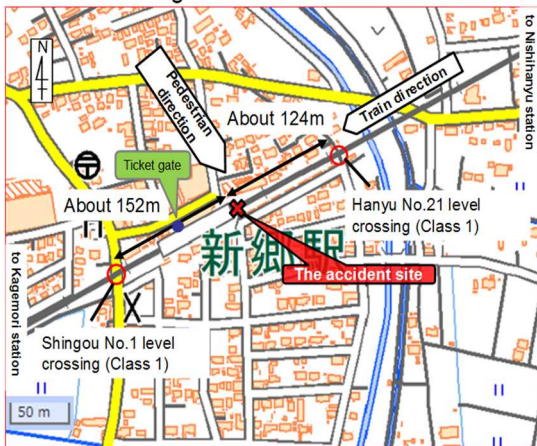 N
to Nishihanyu station
Pedestrian
direction
Train direction
About 124m
Ticket gate
About 152m
Hanyu No.21 level
crossing (Class 1)
新郷駅
The accident site
to Kagemori station
Shingou No.1 level
crossing (Class 1)
50 m